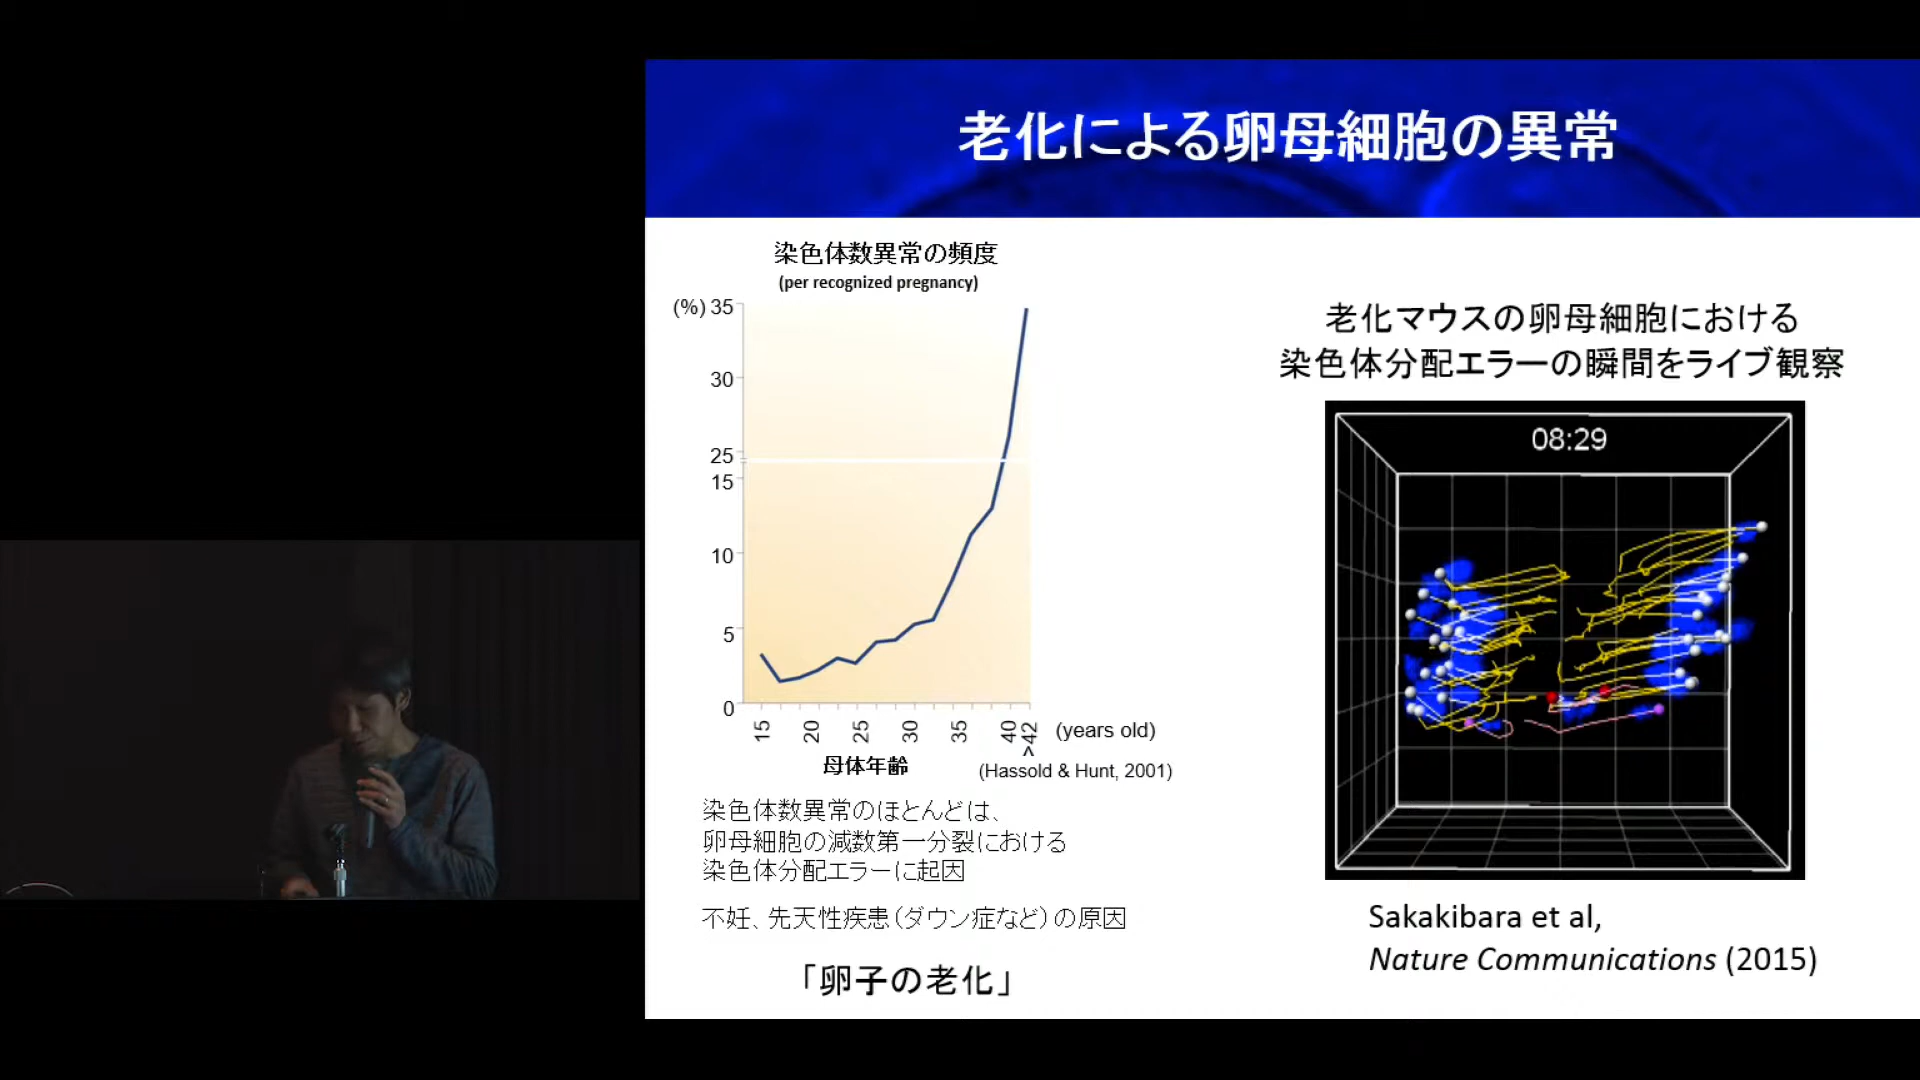 老化による卵母細胞の異常
染色体数異常の頻度
(per recognized pregnancy)
(%) 35
30
25
15
10
5
0
15 20 25 30 35 40 >42 (years old)
母体年齢
(Hassold & Hunt, 2001)
染色体数異常のほとんどは、
卵母細胞の減数第一分裂における
染色体分配エラーに起因
不妊、先天性疾患(ダウン症など)の原因
「卵子の老化」
老化マウスの卵母細胞における
染色体分配エラーの瞬間をライブ観察
08:29
Sakakibara et al,
Nature Communications (2015)